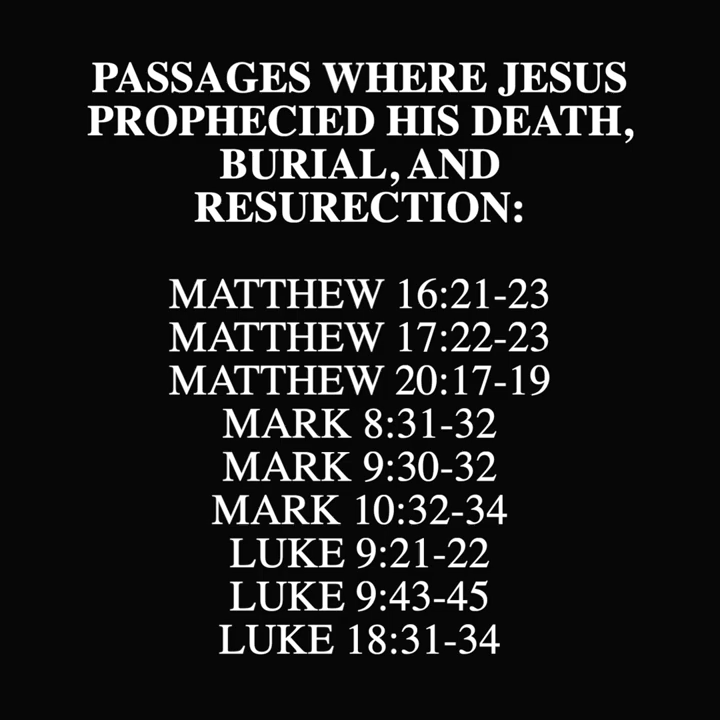 PASSAGES WHERE JESUS
PROPHECIED HIS DEATH,
BURIAL, AND
RESURECTION:
MATTHEW 16:21-23
MATTHEW 17:22-23
MATTHEW 20:17-19
MARK 8:31-32
MARK 9:30-32
MARK 10:32-34
LUKE 9:21-22
LUKE 9:43-45
LUKE 18:31-34